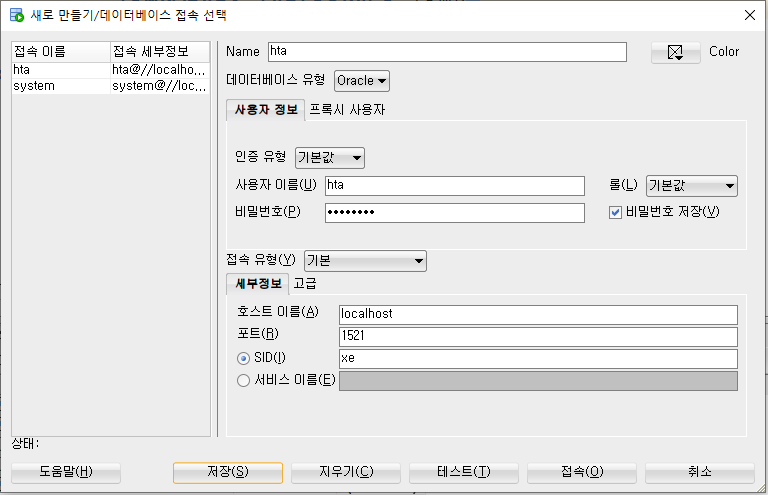 새로 만들기/데이터베이스 접속 선택
접속 이름 접속 세부정보
hta hta@//localho...
system system@//loc...
Name hta Color
데이터베이스 유형 Oracle
사용자 정보 프록시 사용자
인증 유형 기본값
사용자 이름(U) hta 롤(L) 기본값
비밀번호(P) •••••••• 비밀번호 저장(V)
접속 유형(Y) 기본
세부정보 고급
호스트 이름(A) localhost
포트(R) 1521
SID(I) xe
서비스 이름(E)
상태:
도움말(H) 저장(S) 지우기(C) 테스트(T) 접속(O) 취소